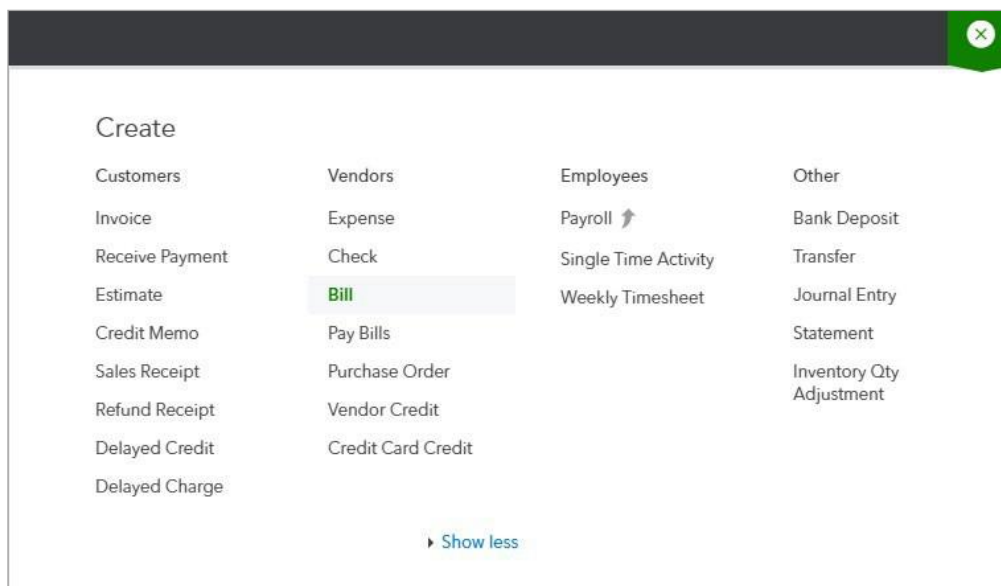 Create
Customers
Invoice
Receive Payment
Estimate
Credit Memo
Sales Receipt
Refund Receipt
Delayed Credit
Delayed Charge
Vendors
Expense
Check
Bill
Pay Bills
Purchase Order
Vendor Credit
Credit Card Credit
Employees
Payroll
Single Time Activity
Weekly Timesheet
Other
Bank Deposit
Transfer
Journal Entry
Statement
Inventory Qty
Adjustment
Show less